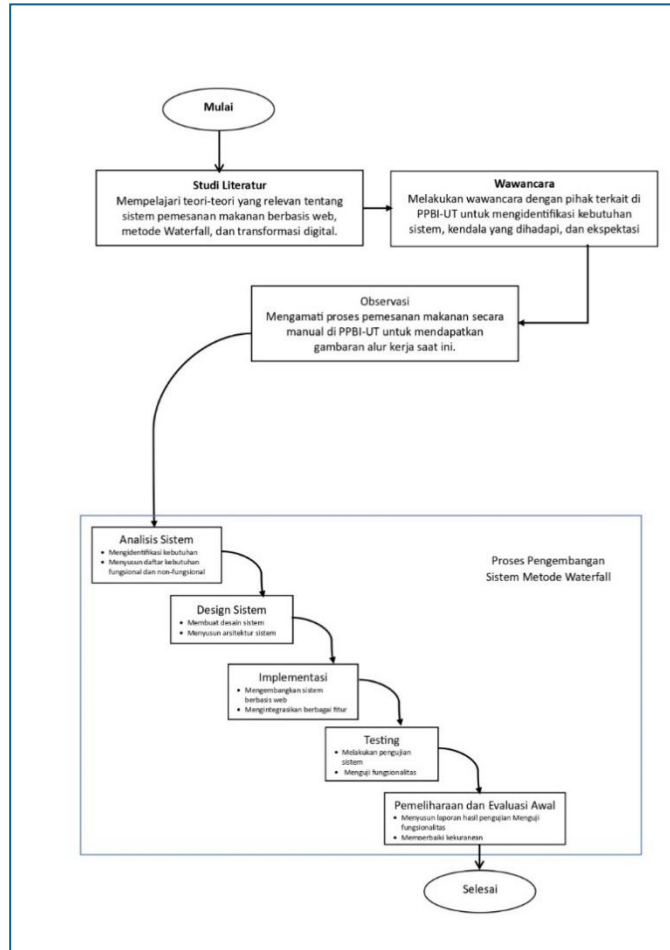 Mulai
Studi Literatur
Mempelajari teori-teori yang relevan tentang
sistem pemesanan makanan berbasis web,
metode Waterfall, dan transformasi digital.
Wawancara
Melakukan wawancara dengan pihak terkait di
PPBI-UT untuk mengidentifikasi kebutuhan
sistem, kendala yang dihadapi, dan ekspektasi
Observasi
Mengamati proses pemesanan makanan secara
manual di PPBI-UT untuk mendapatkan
gambaran alur kerja saat ini.
Proses Pengembangan
Sistem Metode Waterfall
Analisis Sistem
• Mengidentifikasi kebutuhan
• Menyusun daftar kebutuhan
fungsional dan non-fungsional
Design Sistem
• Membuat desain sistem
• Menyusun arsitektur sistem
Implementasi
• Mengembangkan sistem
berbasis web
• Mengintegrasikan berbagai fitur
Testing
• Melakukan pengujian
sistem
• Menguji fungsionalitas
Pemeliharaan dan Evaluasi Awal
• Menyusun laporan hasil pengujian Menguji
fungsionalitas
• Memperbaiki kekurangan
Selesai